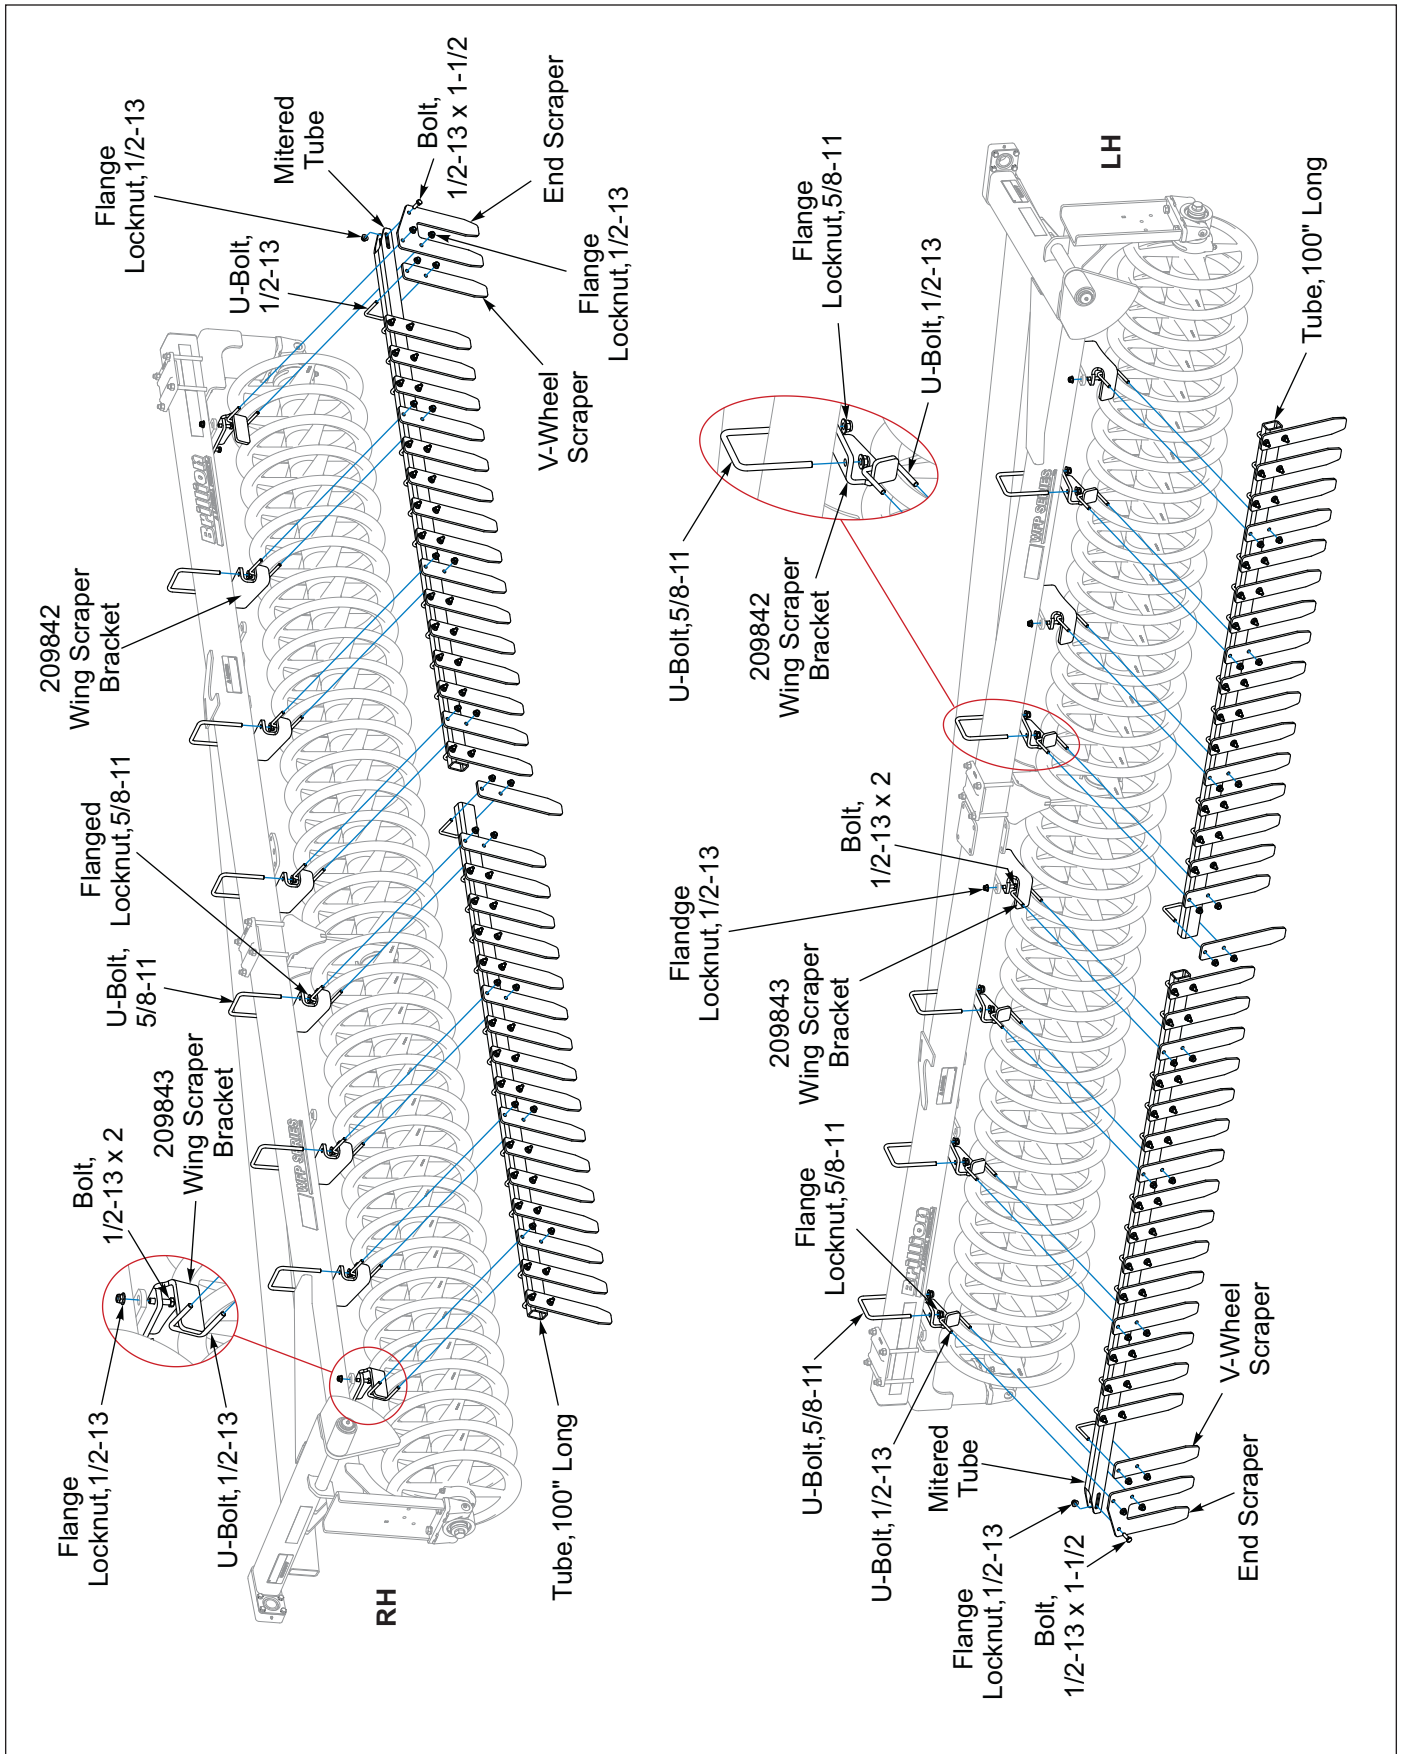 Flange
Locknut,1/2-13
U-Bolt,1/2-13
Bolt,
1/2-13 x 2
209843
Wing Scraper
Bracket
U-Bolt,
5/8-11
Flanged
Locknut,5/8-11
209842
Wing Scraper
Bracket
U-Bolt,
1/2-13
Flange
Locknut,1/2-13
Mitered
Tube
Bolt,
1/2-13 x 1-1/2
End Scraper
Flange
Locknut,1/2-13
V-Wheel
Scraper
Tube,100" Long
RH
WFP SERIES
Brillion
Flange
Locknut,1/2-13
Bolt,
1/2-13 x 1-1/2
End Scraper
V-Wheel
Scraper
Mitered
Tube
U-Bolt,1/2-13
U-Bolt,5/8-11
Flange
Locknut,5/8-11
209843
Wing Scraper
Bracket
Flandge
Locknut,1/2-13
Bolt,
1/2-13 x 2
U-Bolt,5/8-11
209842
Wing Scraper
Bracket
Flange
Locknut,5/8-11
U-Bolt,1/2-13
LH
Tube,100" Long
Brillion
WFP SERIES